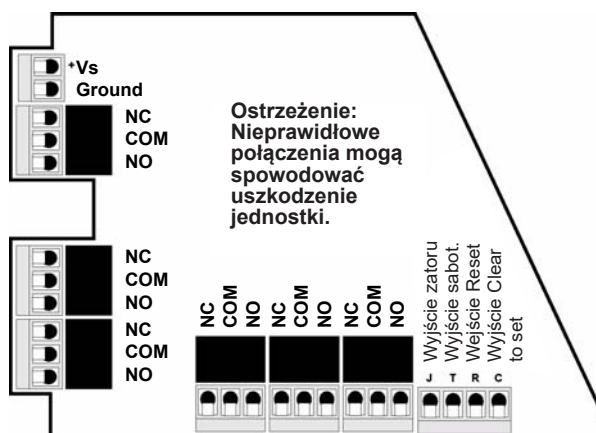 +Vs
Ground
NC
COM
NO
Ostrzeżenie:
Nieprawidłowe
połączenia mogą
spowodować
uszkodzenie
jednostki.
NC
COM
NO
NC
COM
NO
NC
COM
NO
NC
COM
NO
NC
COM
NO
Wyjście zatoru
Wyjście sabot.
Wejście Reset
Wyjście Clear
to set
J T R C